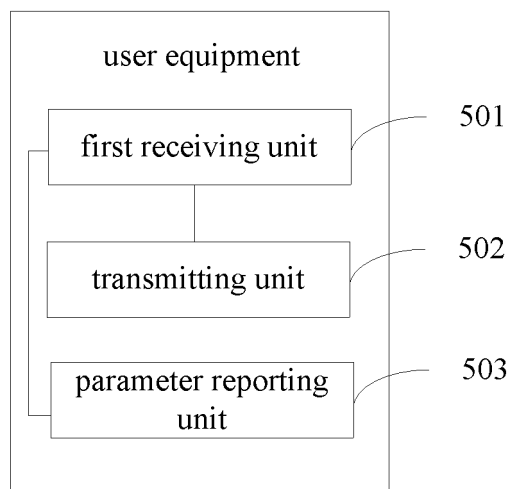 user equipment
first receiving unit
501
transmitting unit
502
parameter reporting
unit
503